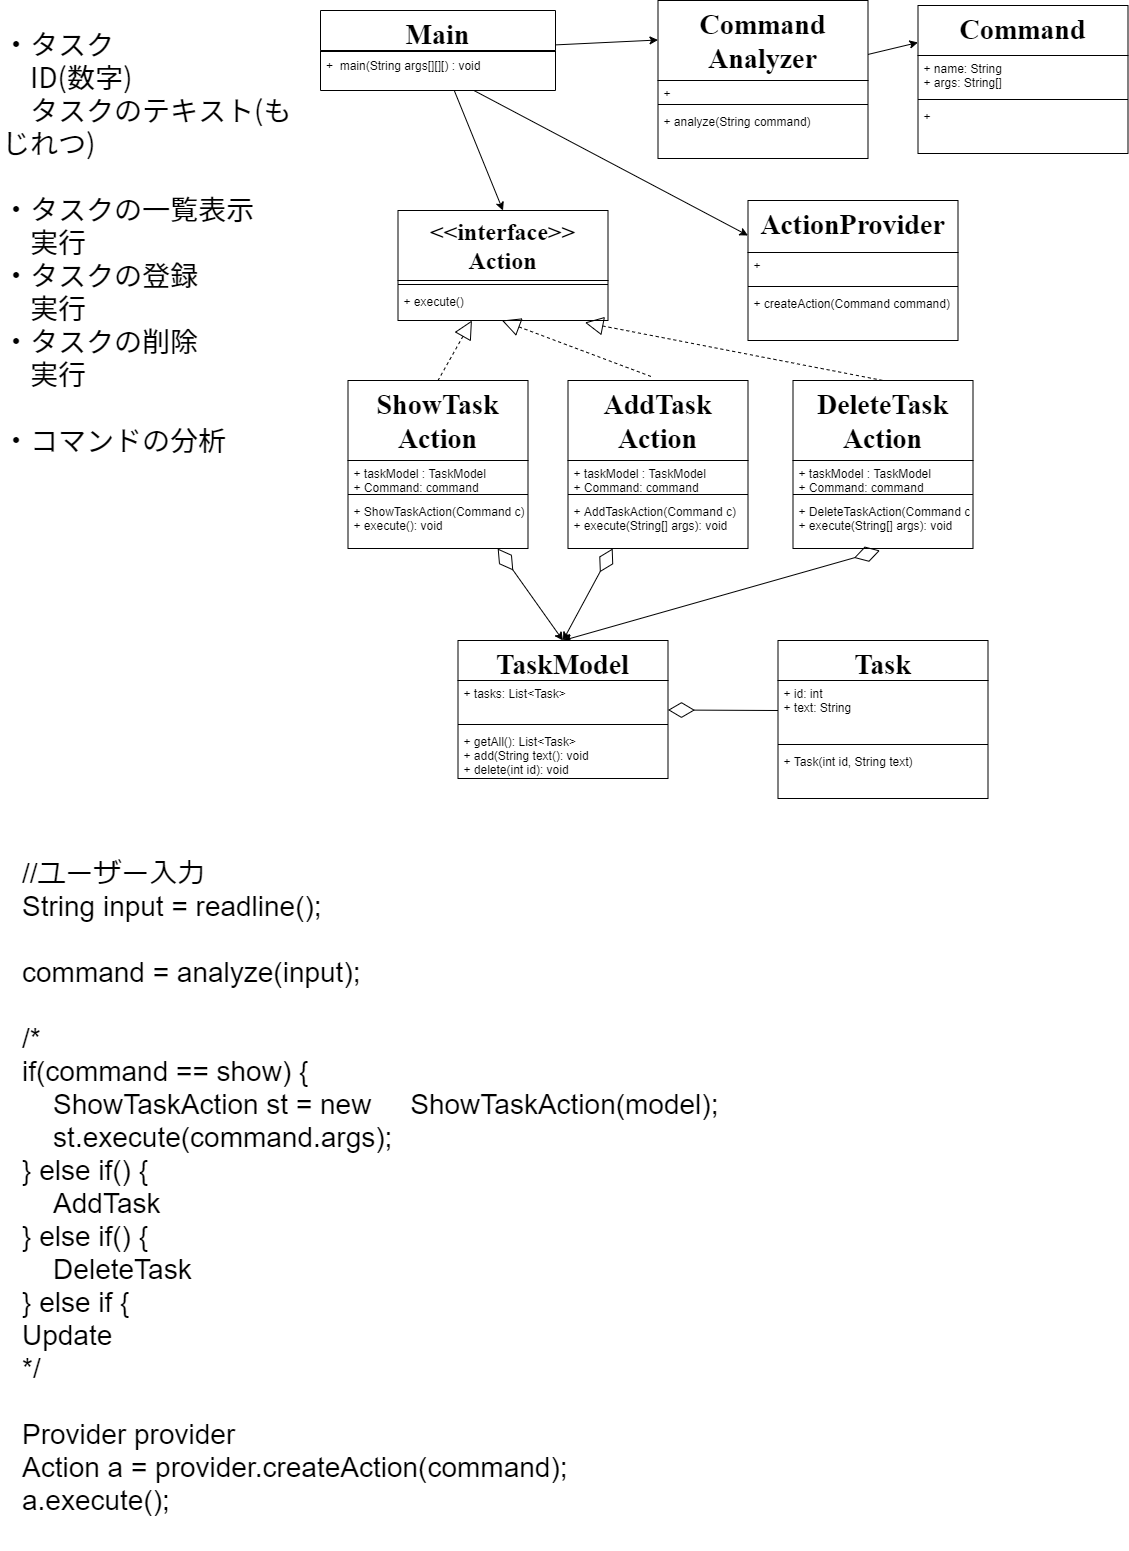 ・タスク
ID(数字)
タスクのテキスト(も
じれつ)
・タスクの一覧表示
実行
・タスクの登録
実行
・タスクの削除
実行
・コマンドの分析
Main
+ main(String args[][][) : void
Command
Analyzer
+
+ analyze(String command)
Command
+ name: String
+ args: String[]
+
<<interface>>
Action
+ execute()
ActionProvider
+
+ createAction(Command command)
ShowTask
Action
+ taskModel : TaskModel
+ Command: command
+ ShowTaskAction(Command c)
+ execute(): void
AddTask
Action
+ taskModel : TaskModel
+ Command: command
+ AddTaskAction(Command c)
+ execute(String[] args): void
DeleteTask
Action
+ taskModel : TaskModel
+ Command: command
+ DeleteTaskAction(Command c
+ execute(String[] args): void
TaskModel
+ tasks: List<Task>
+ getAll(): List<Task>
+ add(String text(): void
+ delete(int id): void
Task
+ id: int
+ text: String
+ Task(int id, String text)
//ユーザー入力
String input = readline();
command = analyze(input);
/*
if(command == show) {
ShowTaskAction st = new ShowTaskAction(model);
st.execute(command.args);
} else if() {
AddTask
} else if() {
DeleteTask
} else if {
Update
*/
Provider provider
Action a = provider.createAction(command);
a.execute();